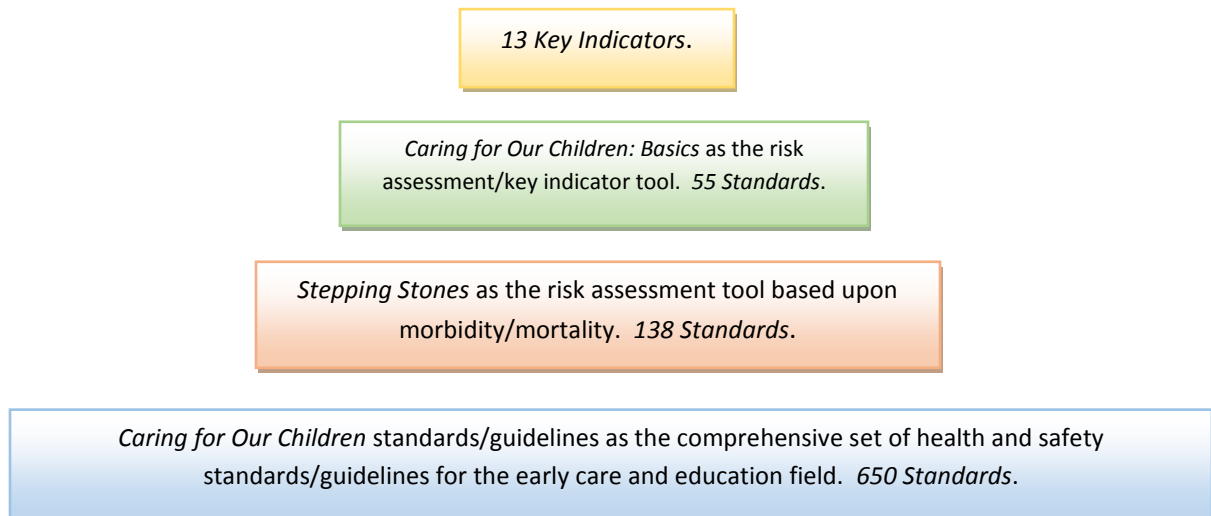 13 Key Indicators.
Caring for Our Children: Basics as the risk
assessment/key indicator tool.  55 Standards.
Stepping Stones as the risk assessment tool based upon
morbidity/mortality.  138 Standards.
Caring for Our Children standards/guidelines as the comprehensive set of health and safety
standards/guidelines for the early care and education field.  650 Standards.